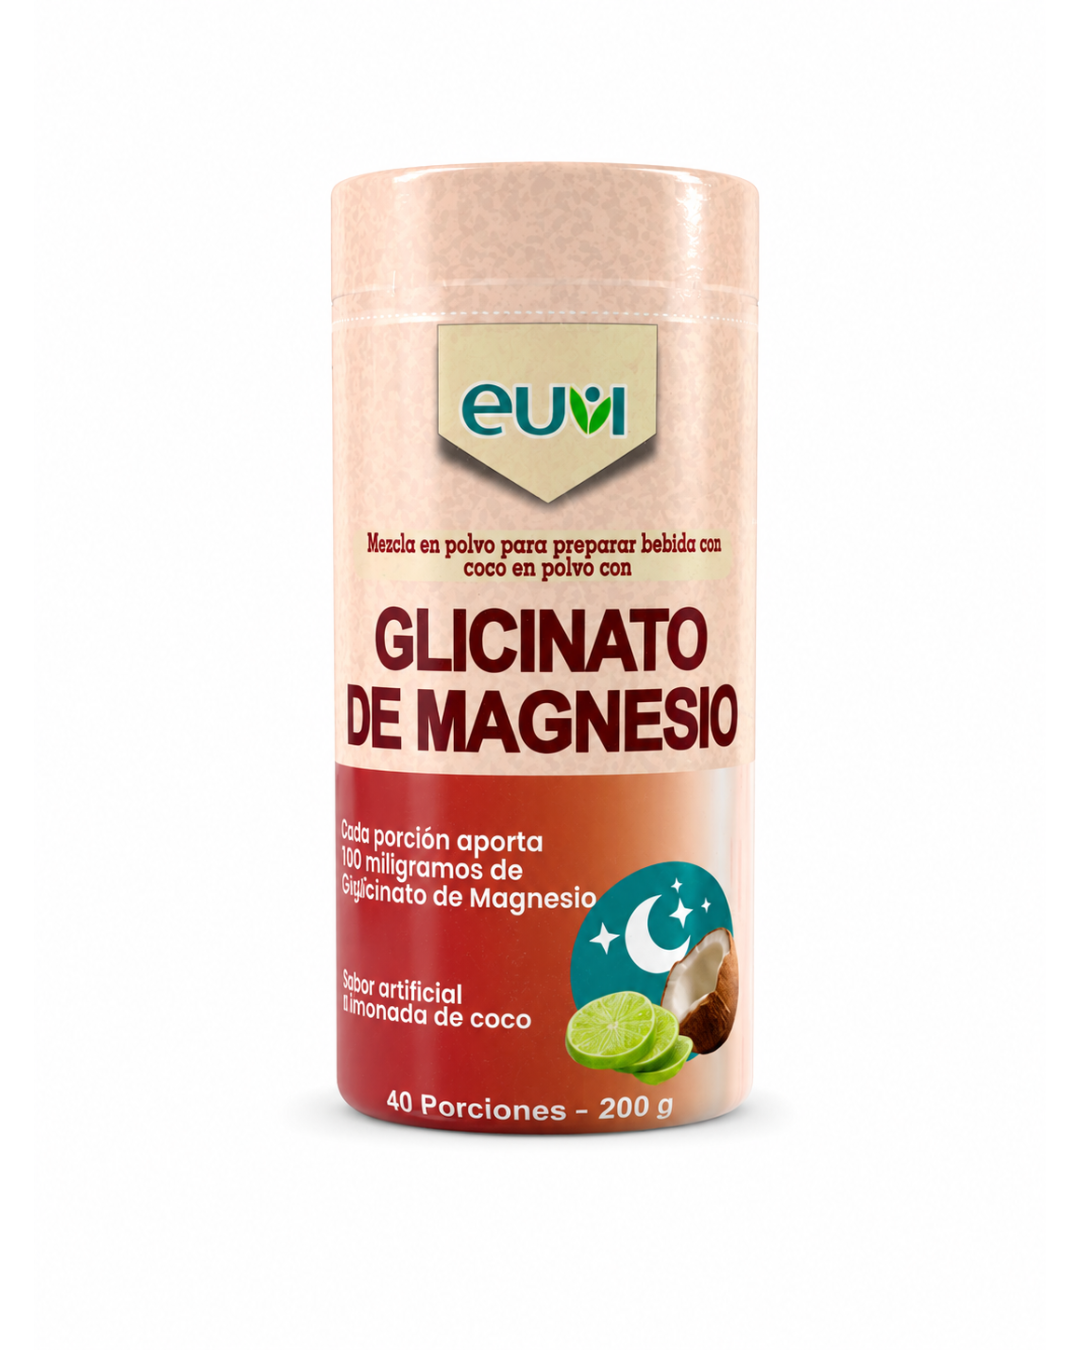 euvi
Mezcla en polvo para preparar bebida con
coco en polvo con
GLICINATO
DE MAGNESIO
Cada porción aporta
100 miligramos de
de Magnesio
Sabor artificial
de coco
40 Porciones - 200 g